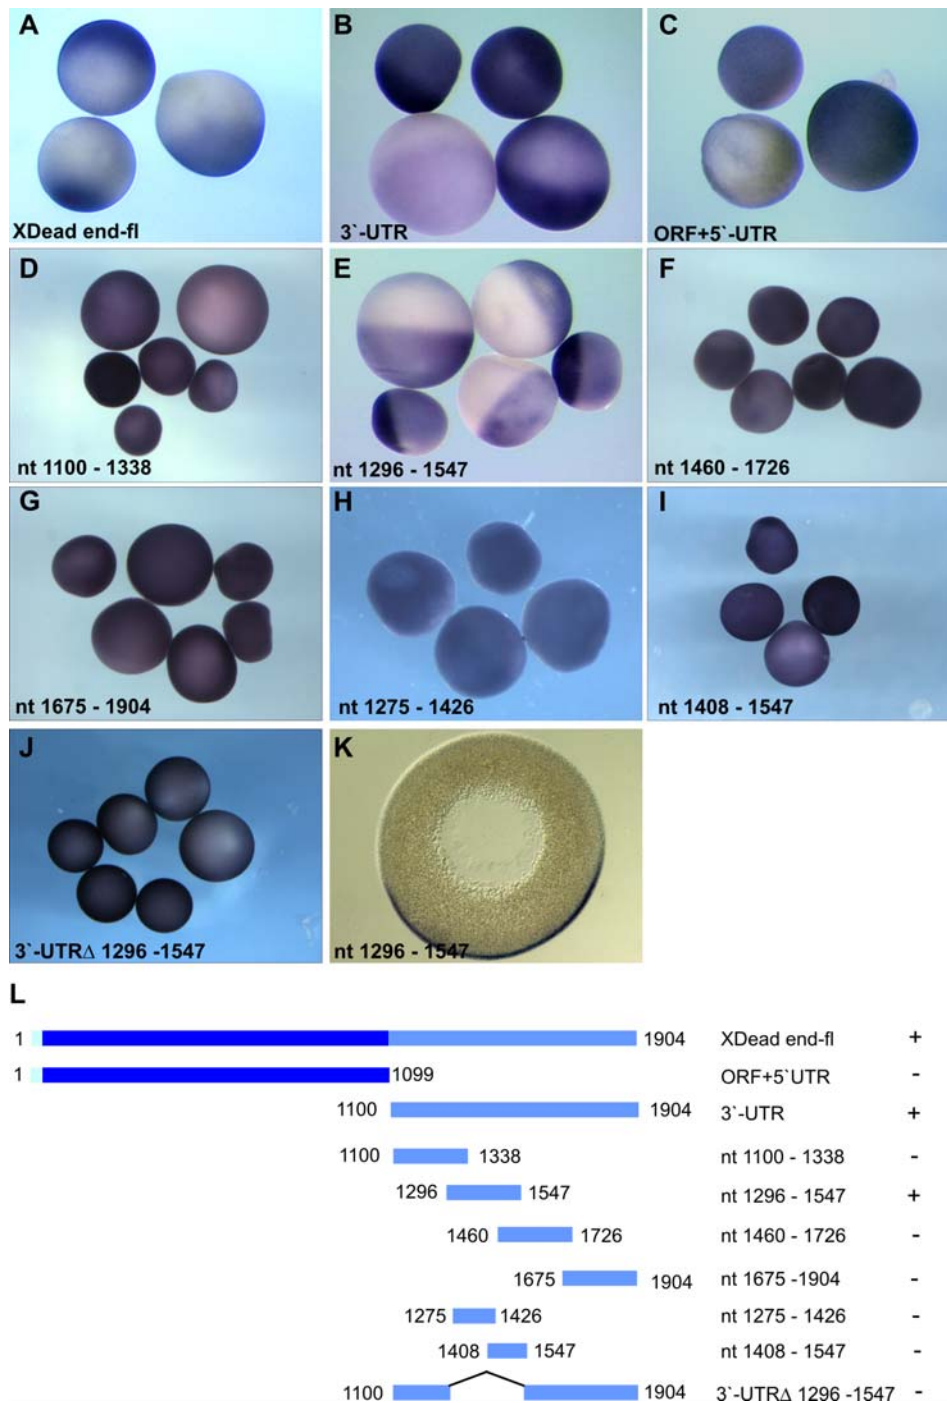 A
XDead end-fl
B
3`-UTR
C
ORF+5`-UTR
D
nt 1100 - 1338
E
nt 1296 - 1547
F
nt 1460 - 1726
G
nt 1675 - 1904
H
nt 1275 - 1426
I
nt 1408 - 1547
J
3`-UTRΔ 1296 -1547
K
nt 1296 - 1547
L
1 1904 XDead end-fl +
1 1099 ORF+5`UTR -
1100 1904 3`-UTR +
1100 1338 nt 1100 - 1338 -
1296 1547 nt 1296 - 1547 +
1460 1726 nt 1460 - 1726 -
1675 1904 nt 1675 -1904 -
1275 1426 nt 1275 - 1426 -
1408 1547 nt 1408 - 1547 -
1100 1904 3`-UTRΔ 1296 -1547 -